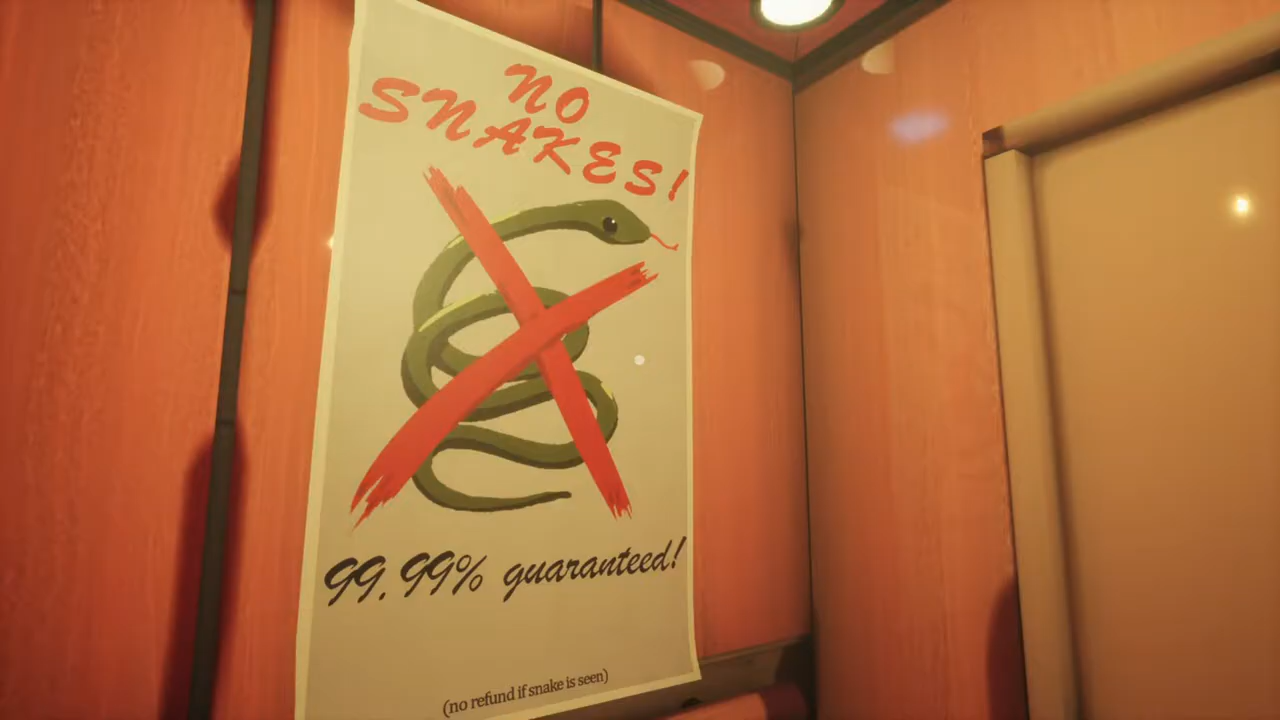 NO
SNAKES!
99.99% guaranteed!
(no refund if snake is seen)